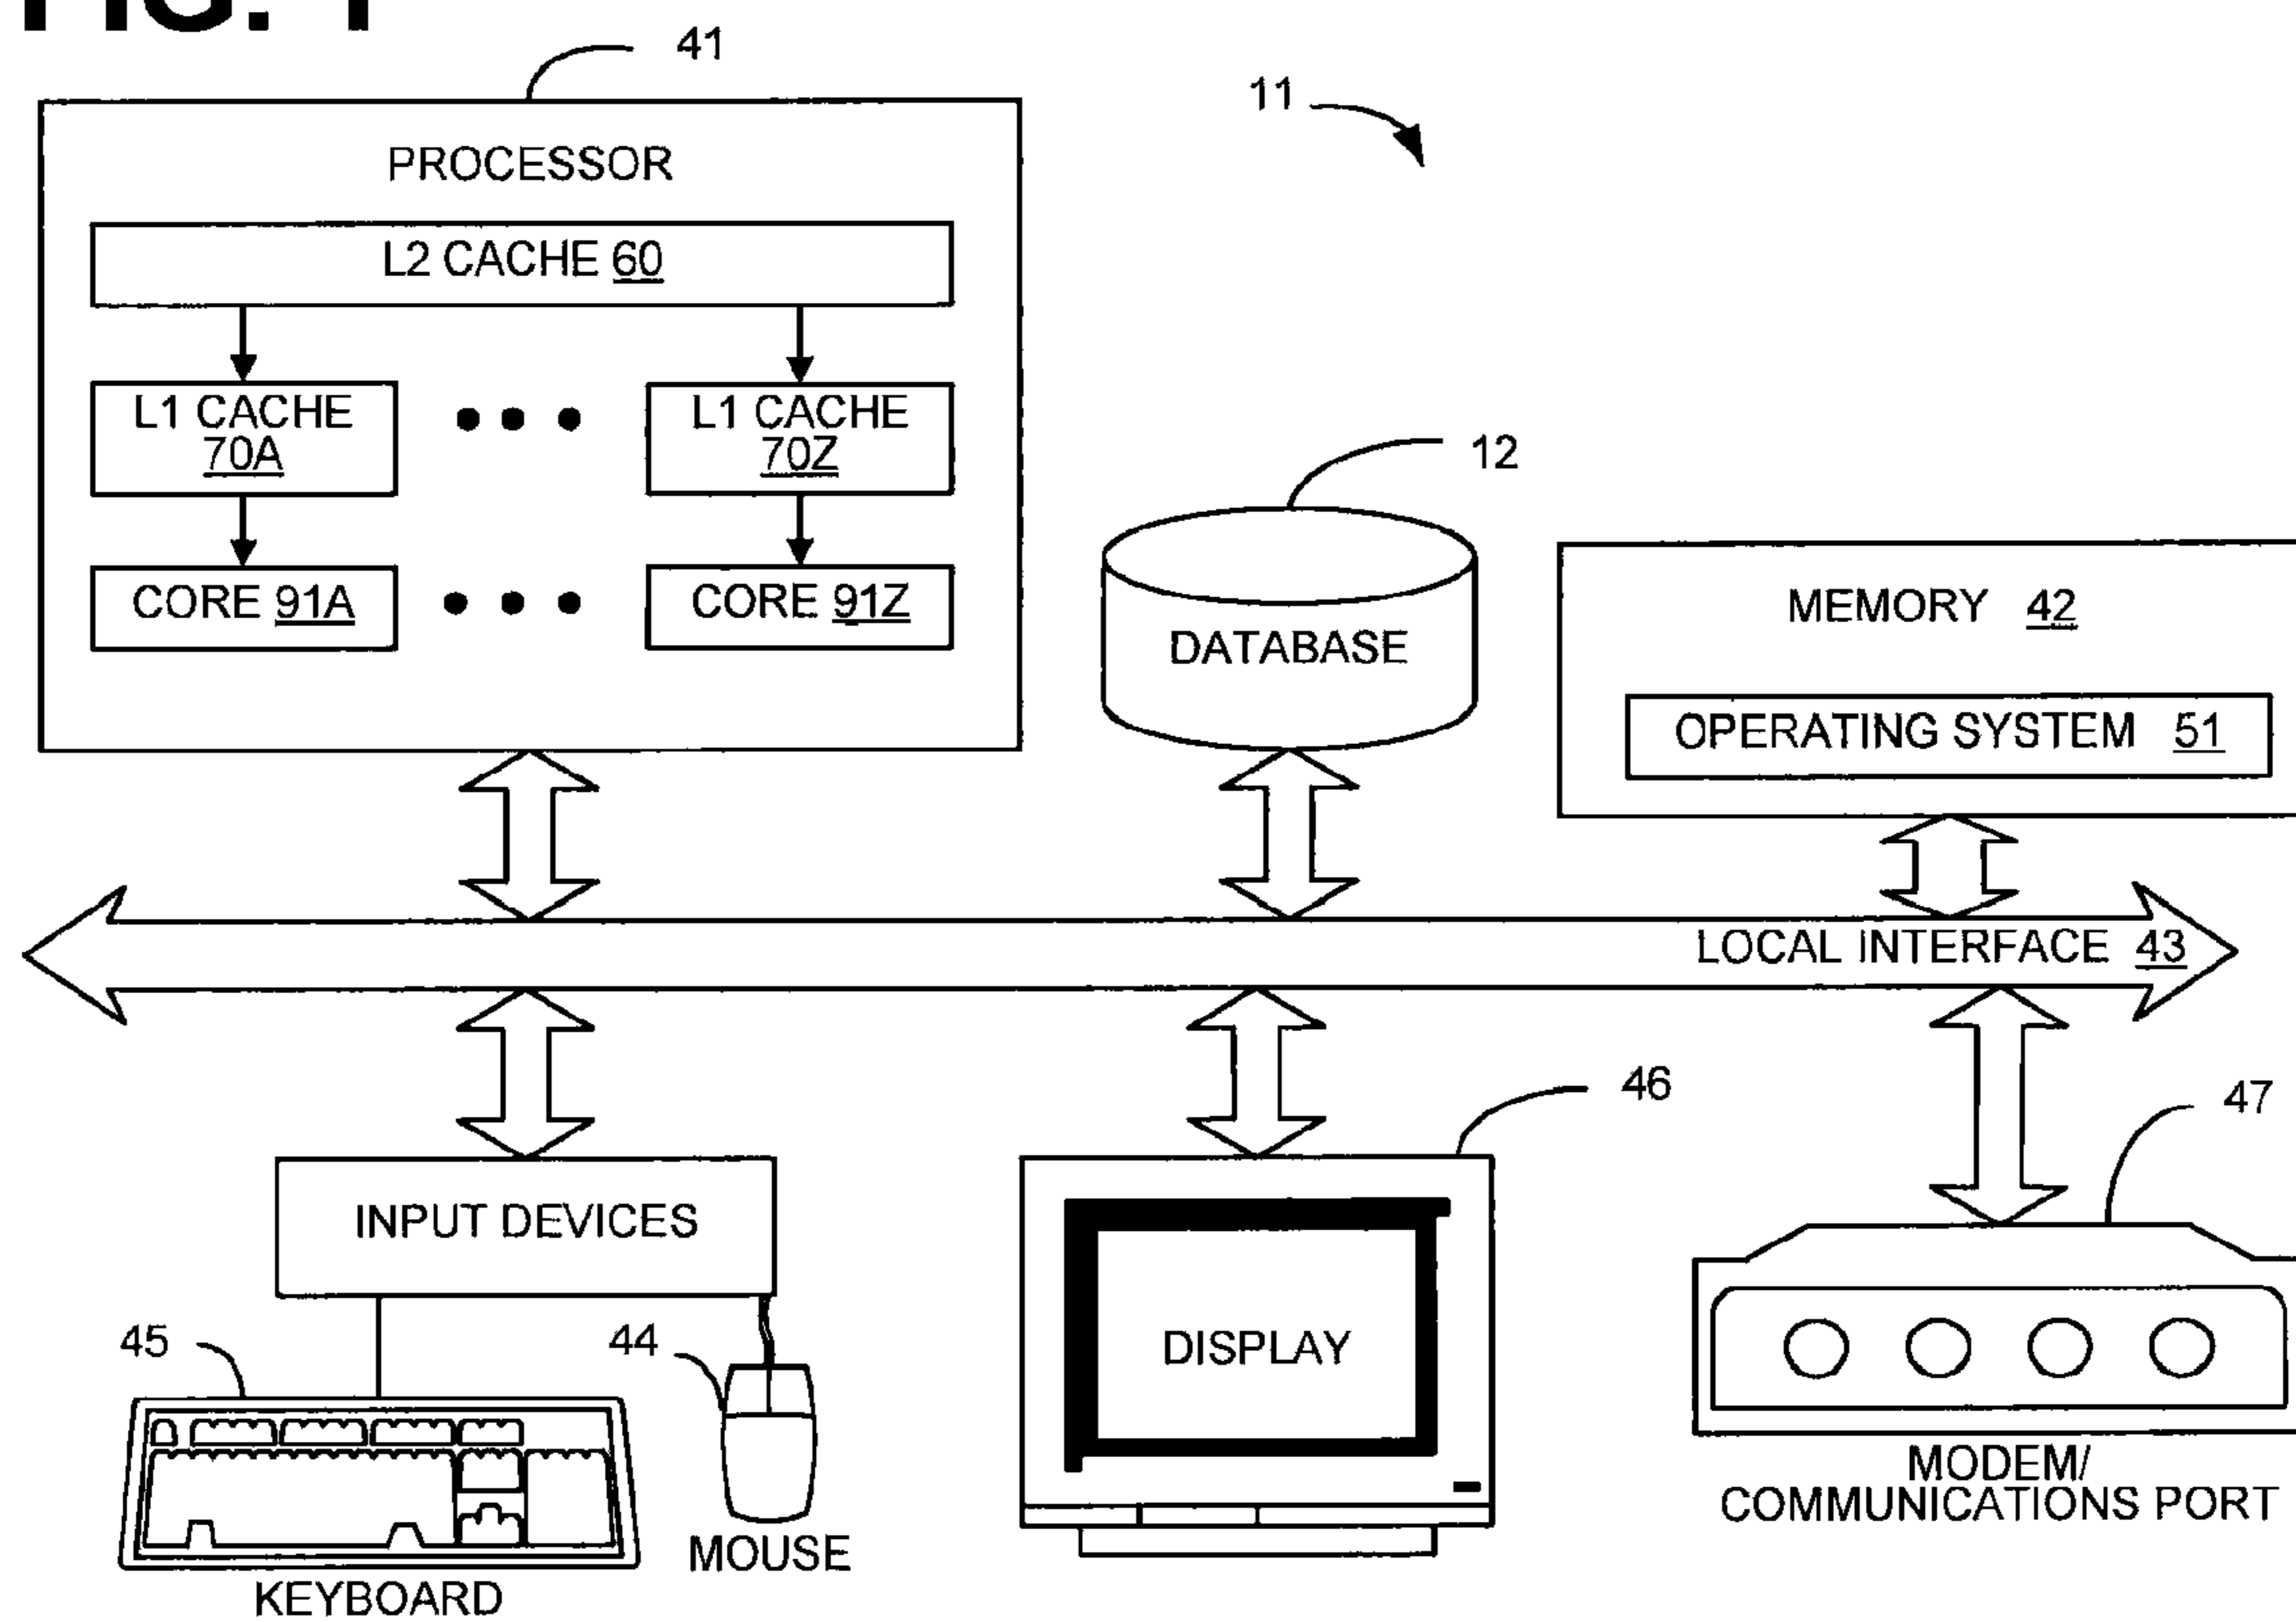 FIG. 1
41
11
PROCESSOR
L2 CACHE 60
L1 CACHE
70A
L1 CACHE
70Z
12
CORE 91A
CORE 91Z
DATABASE
MEMORY 42
OPERATING SYSTEM 51
LOCAL INTERFACE 43
46
47
INPUT DEVICES
45
44
DISPLAY
MODEM/
COMMUNICATIONS PORT
MOUSE
KEYBOARD